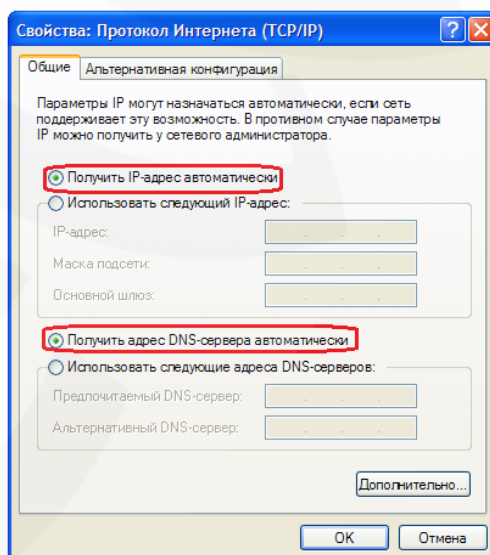 Свойства: Протокол Интернета (TCP/IP)
Общие
Альтернативная конфигурация
Параметры IP могут назначаться автоматически, если сеть
поддерживает эту возможность. В противном случае параметры
IP можно получить у сетевого администратора.
Получить IP-адрес автоматически
Использовать следующий IP-адрес:
IP-адрес:
Маска подсети:
Основной шлюз:
Получить адрес DNS-сервера автоматически
Использовать следующие адреса DNS-серверов:
Предпочитаемый DNS-сервер:
Альтернативный DNS-сервер:
Дополнительно...
OK
Отмена